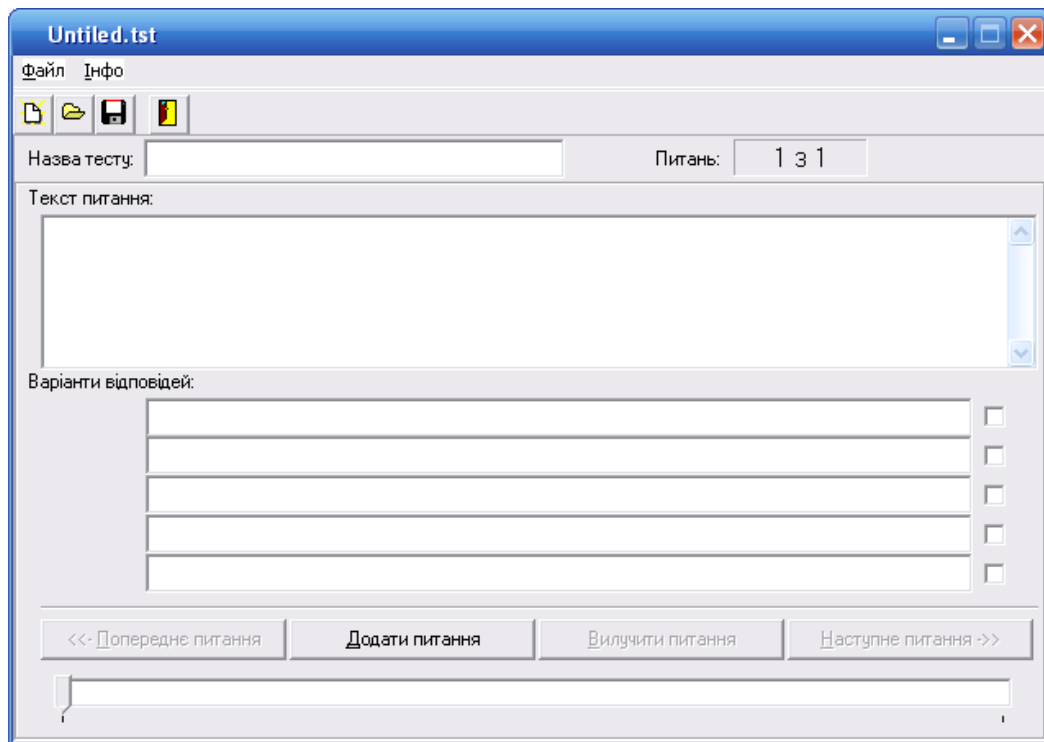 Untiled.tst
Файл Інфо
Назва тесту: Питань: 1 з 1
Текст питання:
Варіанти відповідей:
<<- Попереднє питання Додати питання Вилучити питання Наступне питання ->>